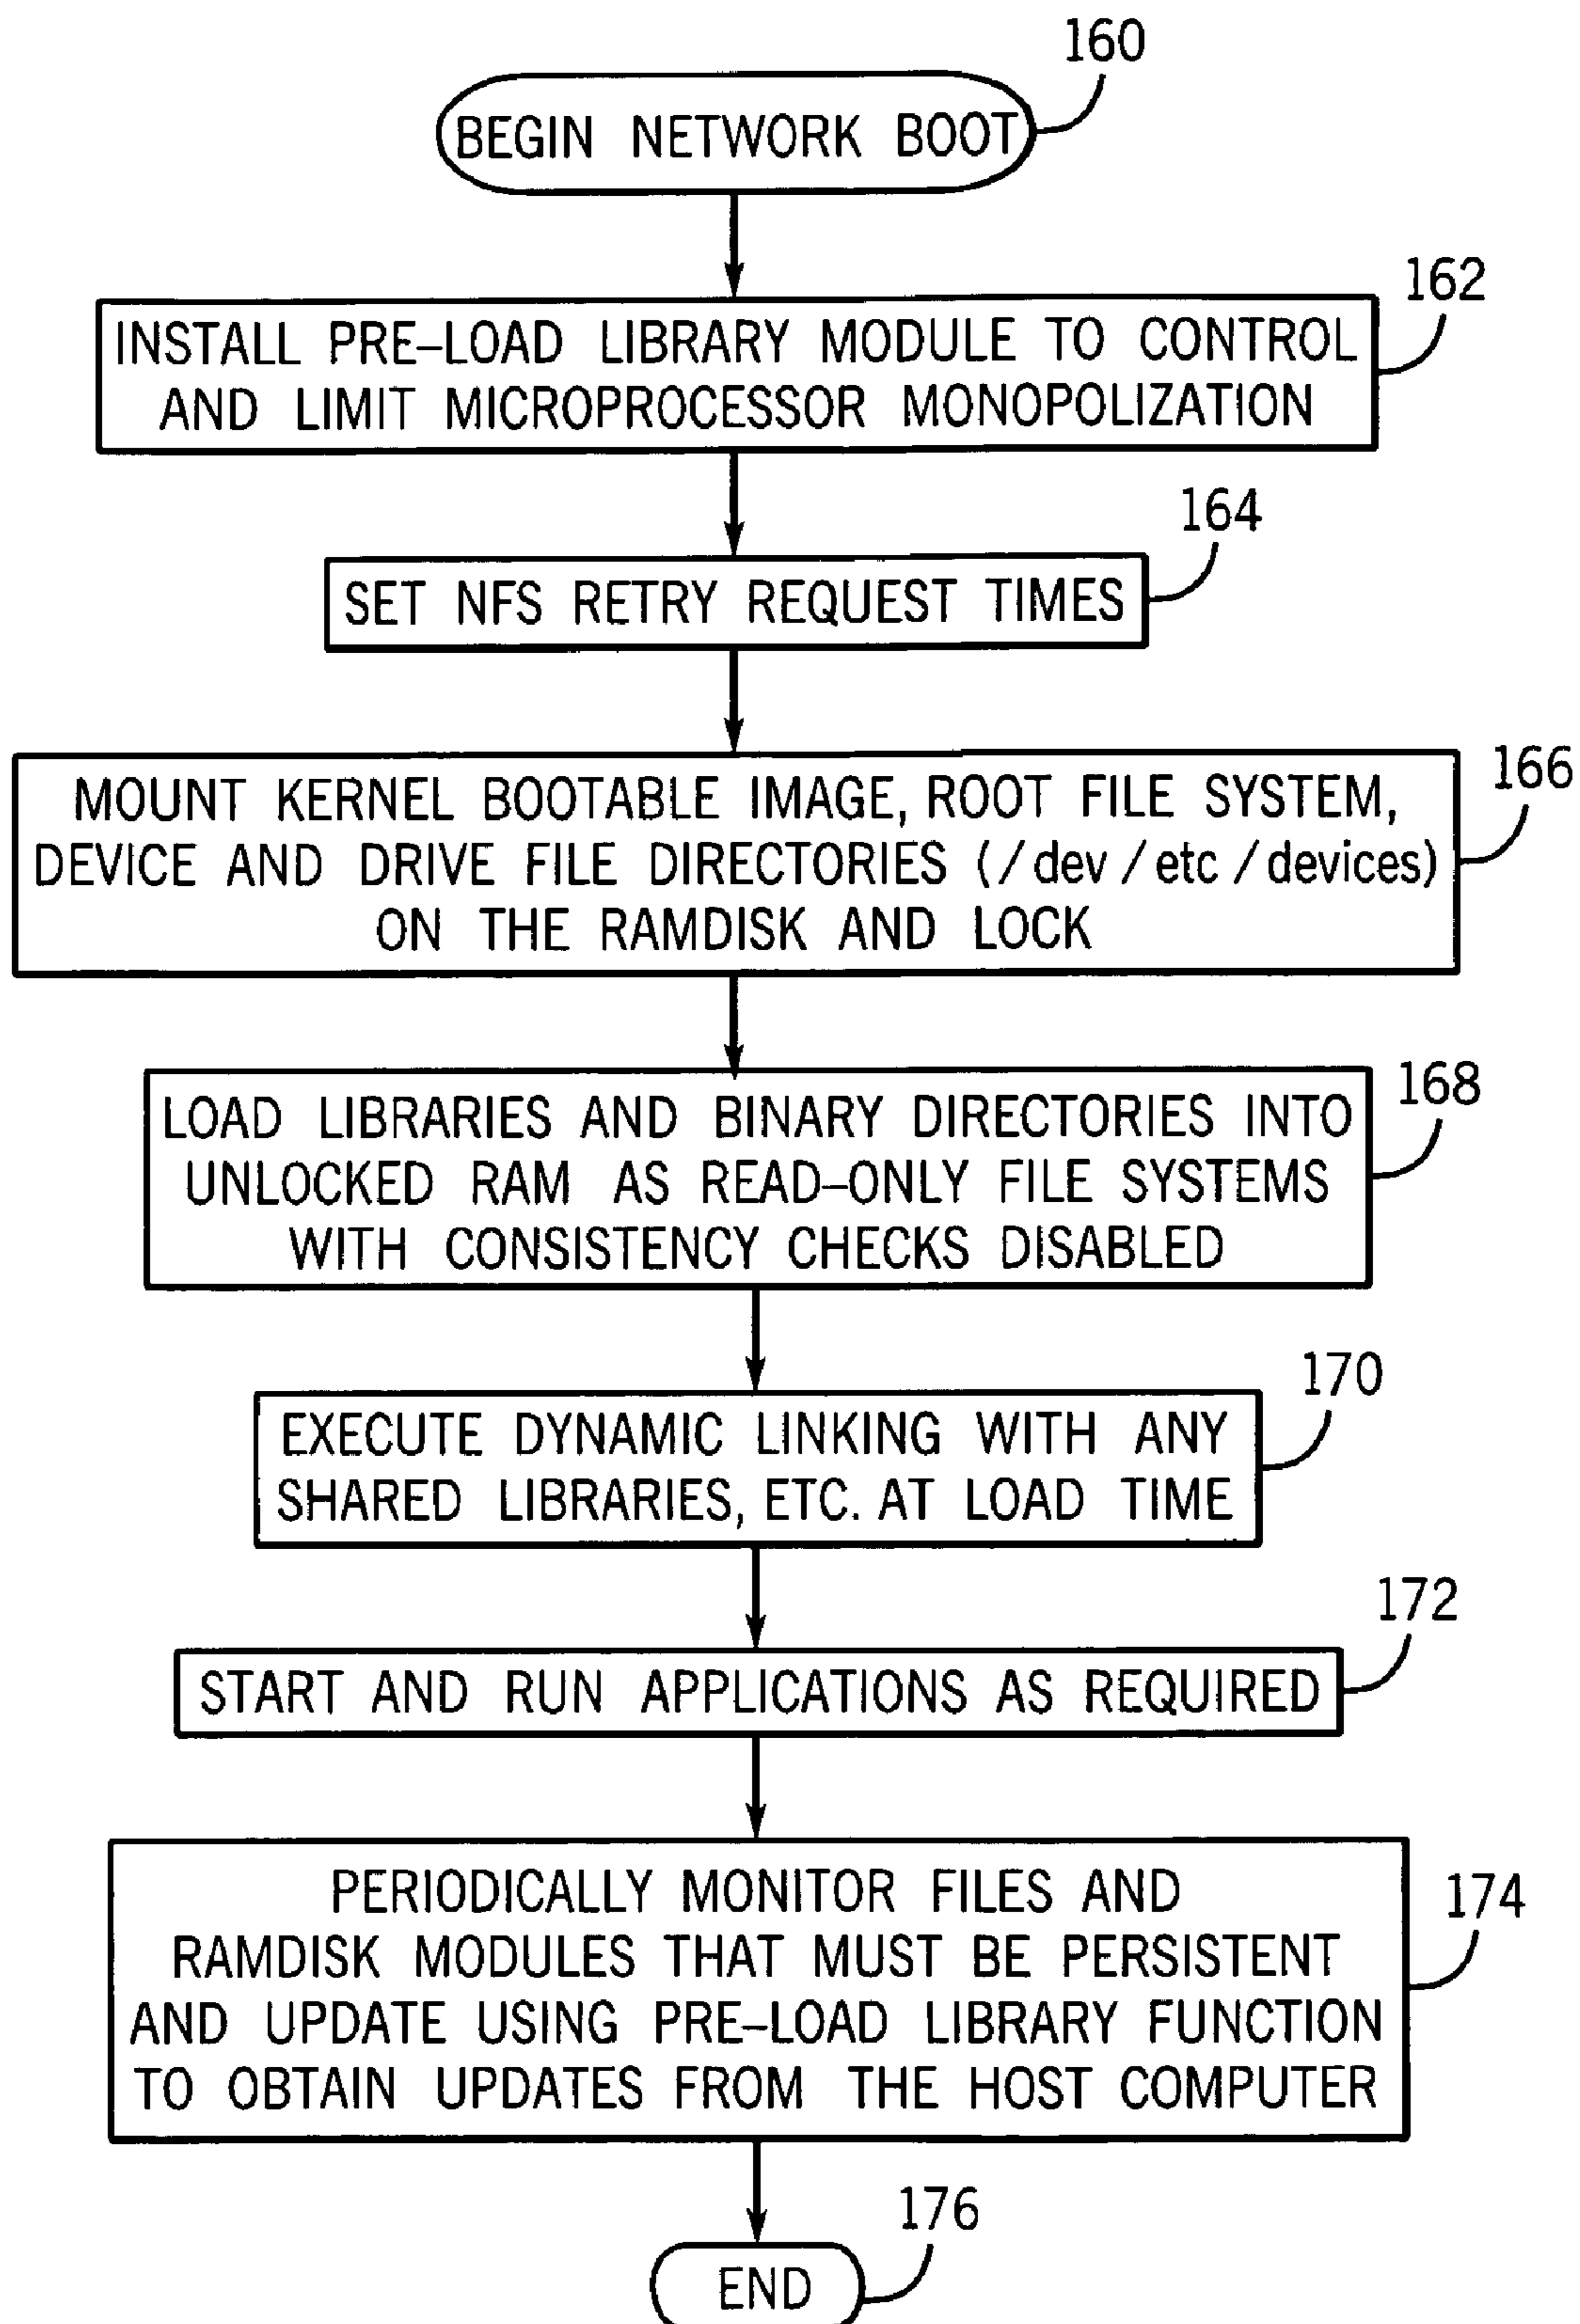 160
BEGIN NETWORK BOOT
162
INSTALL PRE–LOAD LIBRARY MODULE TO CONTROL
AND LIMIT MICROPROCESSOR MONOPOLIZATION
164
SET NFS RETRY REQUEST TIMES
166
MOUNT KERNEL BOOTABLE IMAGE, ROOT FILE SYSTEM,
DEVICE AND DRIVE FILE DIRECTORIES (/dev/etc/devices)
ON THE RAMDISK AND LOCK
168
LOAD LIBRARIES AND BINARY DIRECTORIES INTO
UNLOCKED RAM AS READ–ONLY FILE SYSTEMS
WITH CONSISTENCY CHECKS DISABLED
170
EXECUTE DYNAMIC LINKING WITH ANY
SHARED LIBRARIES, ETC. AT LOAD TIME
172
START AND RUN APPLICATIONS AS REQUIRED
174
PERIODICALLY MONITOR FILES AND
RAMDISK MODULES THAT MUST BE PERSISTENT
AND UPDATE USING PRE–LOAD LIBRARY FUNCTION
TO OBTAIN UPDATES FROM THE HOST COMPUTER
176
END